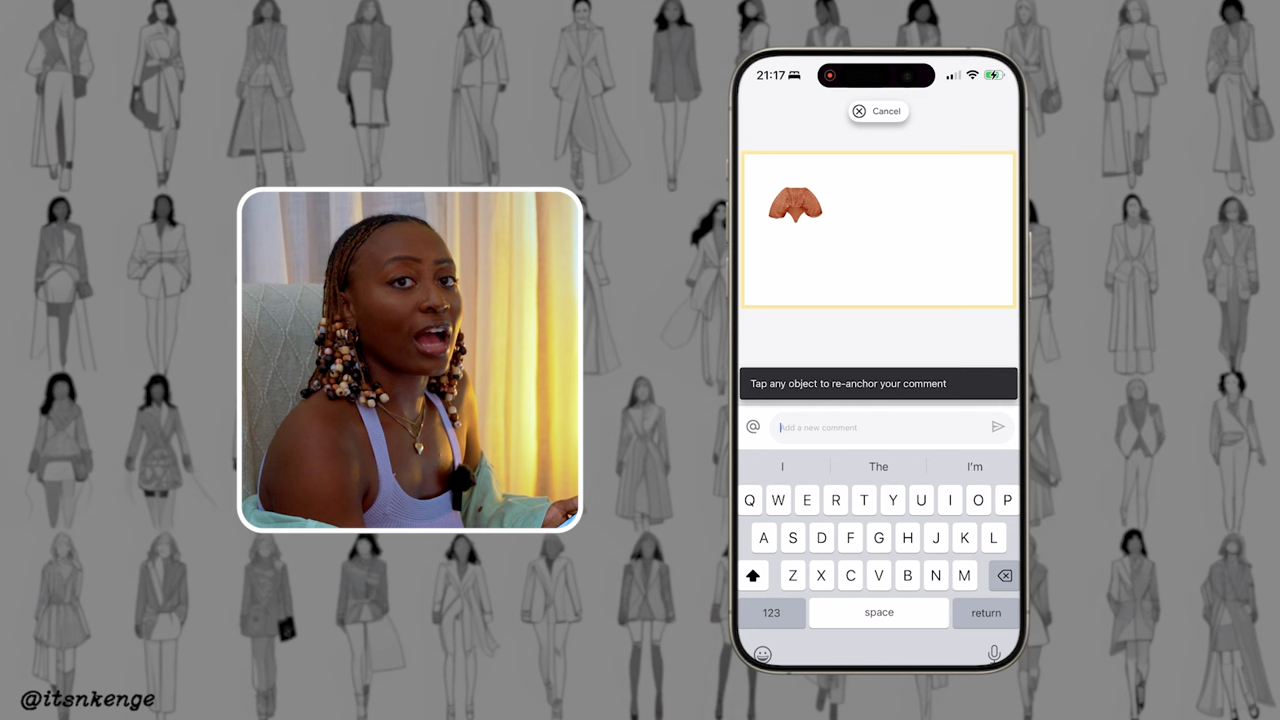 21:17
Cancel
Tap any object to re-anchor your comment
@ Add a new comment
I The I'm
Q W E R T Y U I O P
A S D F G H J K L
Z X C V B N M
123 space return
@itsnkenge